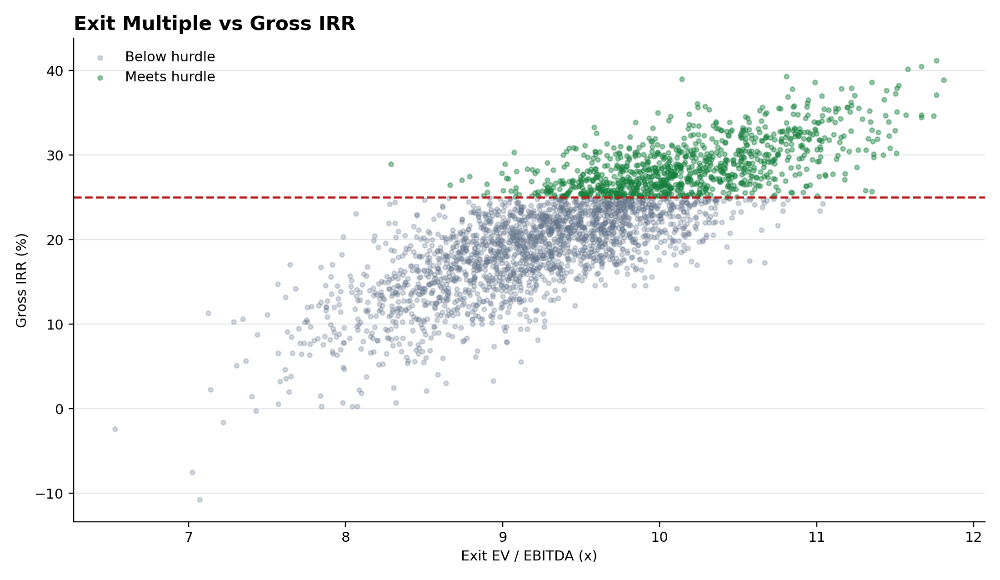 Exit Multiple vs Gross IRR
Below hurdle
Meets hurdle
Gross IRR (%)
40
30
20
10
0
−10
7 8 9 10 11 12
Exit EV / EBITDA (x)